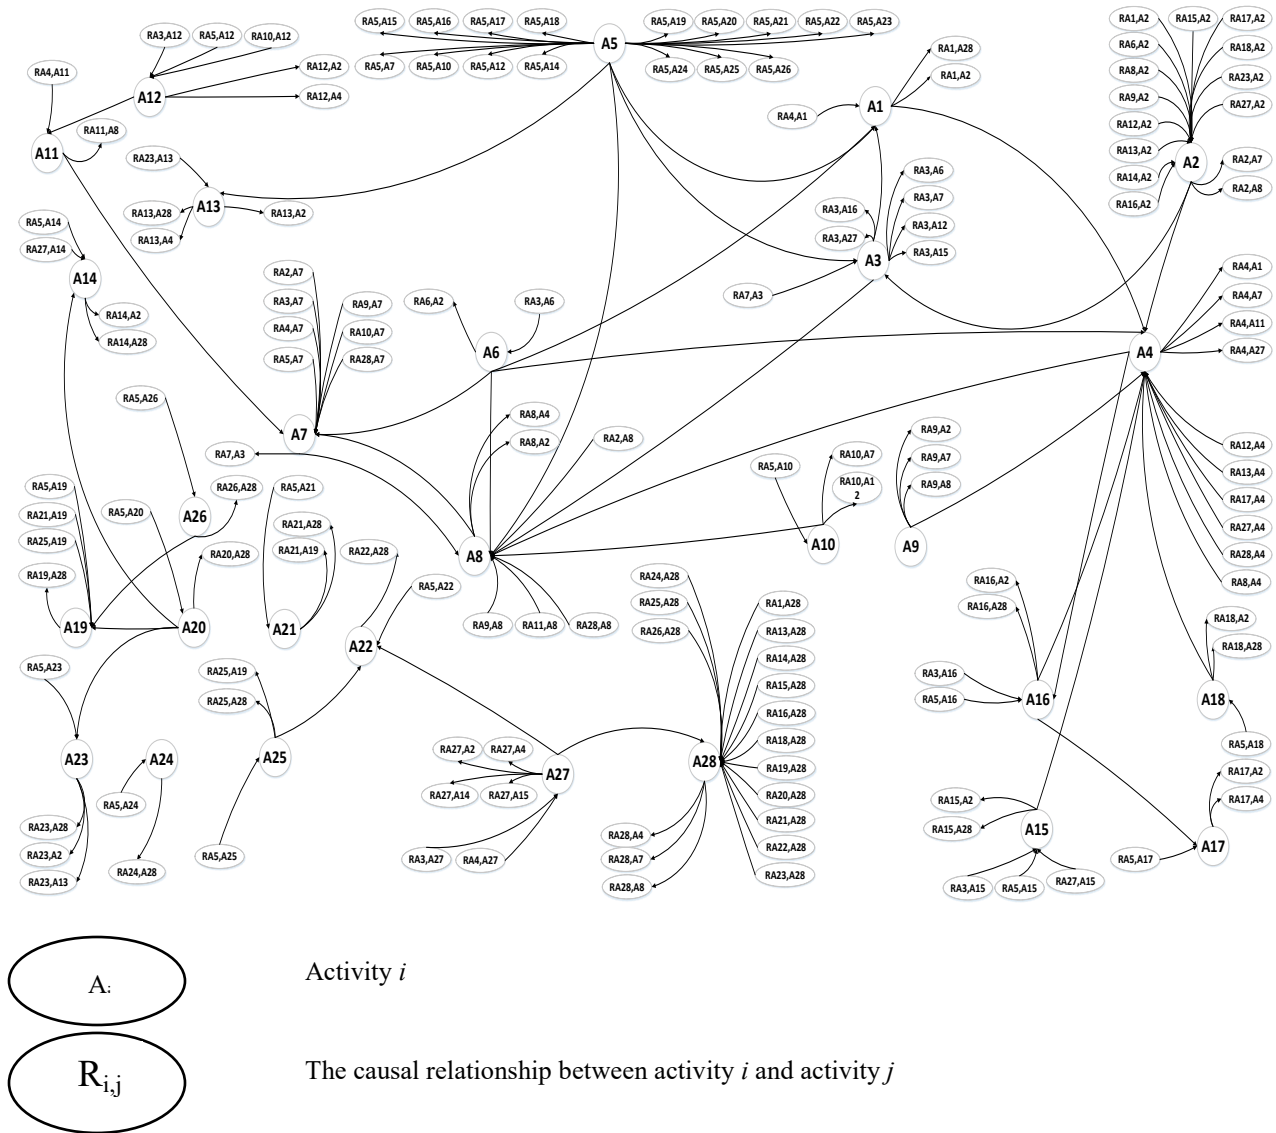 RA5,A15 RA5,A16 RA5,A17 RA5,A18 A5 RA5,A19 RA5,A20 RA5,A21 RA5,A22 RA5,A23
RA5,A7 RA5,A10 RA5,A12 RA5,A14 RA5,A24 RA5,A25 RA5,A26
RA3,A12 RA5,A12 RA10,A12
RA4,A11 A12 RA12,A2
RA12,A4
A11 RA11,A8
RA1,A28
RA1,A2
RA4,A1 A1
RA1,A2 RA15,A2 RA17,A2
RA6,A2 RA18,A2
RA8,A2 RA23,A2
RA9,A2 RA27,A2
RA12,A2
RA13,A2 A2 RA2,A7
RA14,A2 RA2,A8
RA16,A2
RA23,A13
RA13,A28 A13 RA13,A2
RA13,A4
RA3,A6
RA3,A7
RA3,A16 RA3,A12
RA3,A27 RA3,A15
A3
RA7,A3
RA5,A14
RA27,A14
A14
RA14,A2
RA14,A28
RA2,A7
RA3,A7 RA9,A7
RA4,A7 RA10,A7
RA5,A7 RA28,A7
A7
RA6,A2 RA3,A6
A6
RA4,A1
RA4,A7
RA4,A11
A4 RA4,A27
RA5,A26
RA7,A3
RA26,A28
A26
RA8,A4
RA8,A2 RA2,A8
A8
RA9,A8 RA11,A8 RA28,A8
RA5,A10 RA10,A7
RA10,A1
2
A10
RA9,A2
RA9,A7
RA9,A8
A9
RA12,A4
RA13,A4
RA17,A4
RA27,A4
RA28,A4
RA8,A4
RA5,A19
RA21,A19
RA25,A19
RA19,A28
A19
RA5,A20
RA20,A28
A20
RA5,A21
RA21,A28
RA21,A19
A21
RA22,A28
RA5,A22
A22
RA24,A28
RA25,A28 RA1,A28
RA26,A28 RA13,A28
RA14,A28
RA15,A28
RA16,A28
RA18,A28
A28 RA19,A28
RA20,A28
RA21,A28
RA28,A4 RA22,A28
RA28,A7 RA23,A28
RA28,A8
RA16,A2
RA16,A28
RA3,A16
RA5,A16 A16
RA18,A2
RA18,A28
A18
RA5,A18
RA5,A23
A23
RA23,A28
RA23,A2
RA23,A13
A24
RA5,A24
RA24,A28
RA25,A19
RA25,A28
A25
RA5,A25
RA27,A2 RA27,A4
A27
RA27,A14 RA27,A15
RA3,A27 RA4,A27
RA15,A2
RA15,A28 A15
RA3,A15 RA5,A15 RA27,A15
RA17,A2
RA17,A4
RA5,A17 A17
A: Activity i
Ri,j The causal relationship between activity i and activity j